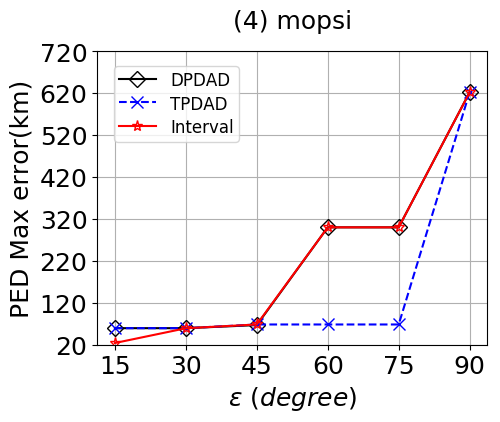 (4) mopsi
PED Max error(km)
720
620
520
420
320
220
120
20
DPDAD
TPDAD
Interval
15 30 45 60 75 90
ε (degree)